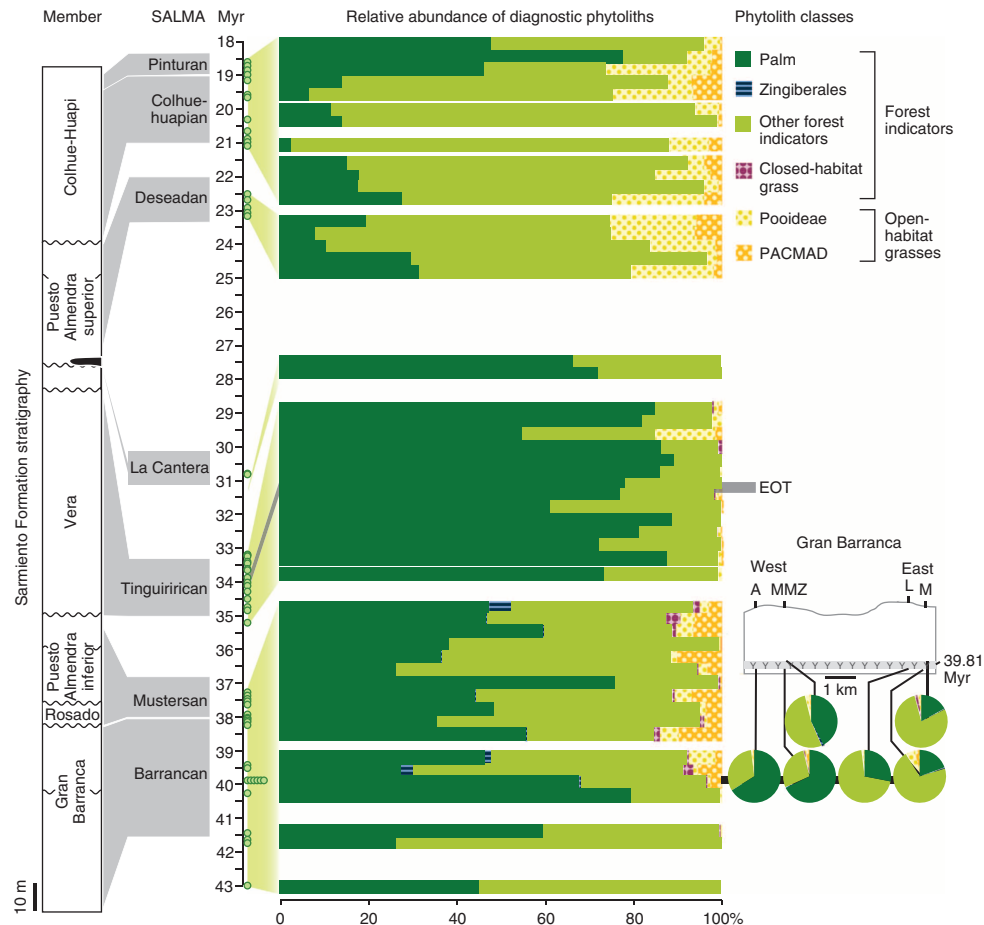 Member
SALMA
Myr
Relative abundance of diagnostic phytoliths
Phytolith classes
Sarmiento Formation stratigraphy
Colhue-Huapi
Puesto
Almendra
superior
Vera
Puesto
Almendra
inferior
Rosado
Gran
Barranca
10 m
Pinturan
Colhue-
huapian
Deseadan
La Cantera
Tinguirirican
Mustersan
Barrancan
18
19
20
21
22
23
24
25
26
27
28
29
30
31
32
33
34
35
36
37
38
39
40
41
42
43
0
20
40
60
80
100%
Palm
Zingiberales
Other forest
indicators
Closed-habitat
grass
Pooideae
PACMAD
Forest
indicators
Open-
habitat
grasses
EOT
Gran Barranca
West
East
A
MMZ
L
M
Y Y Y Y Y Y Y Y Y Y Y Y Y Y
39.81
Myr
1 km